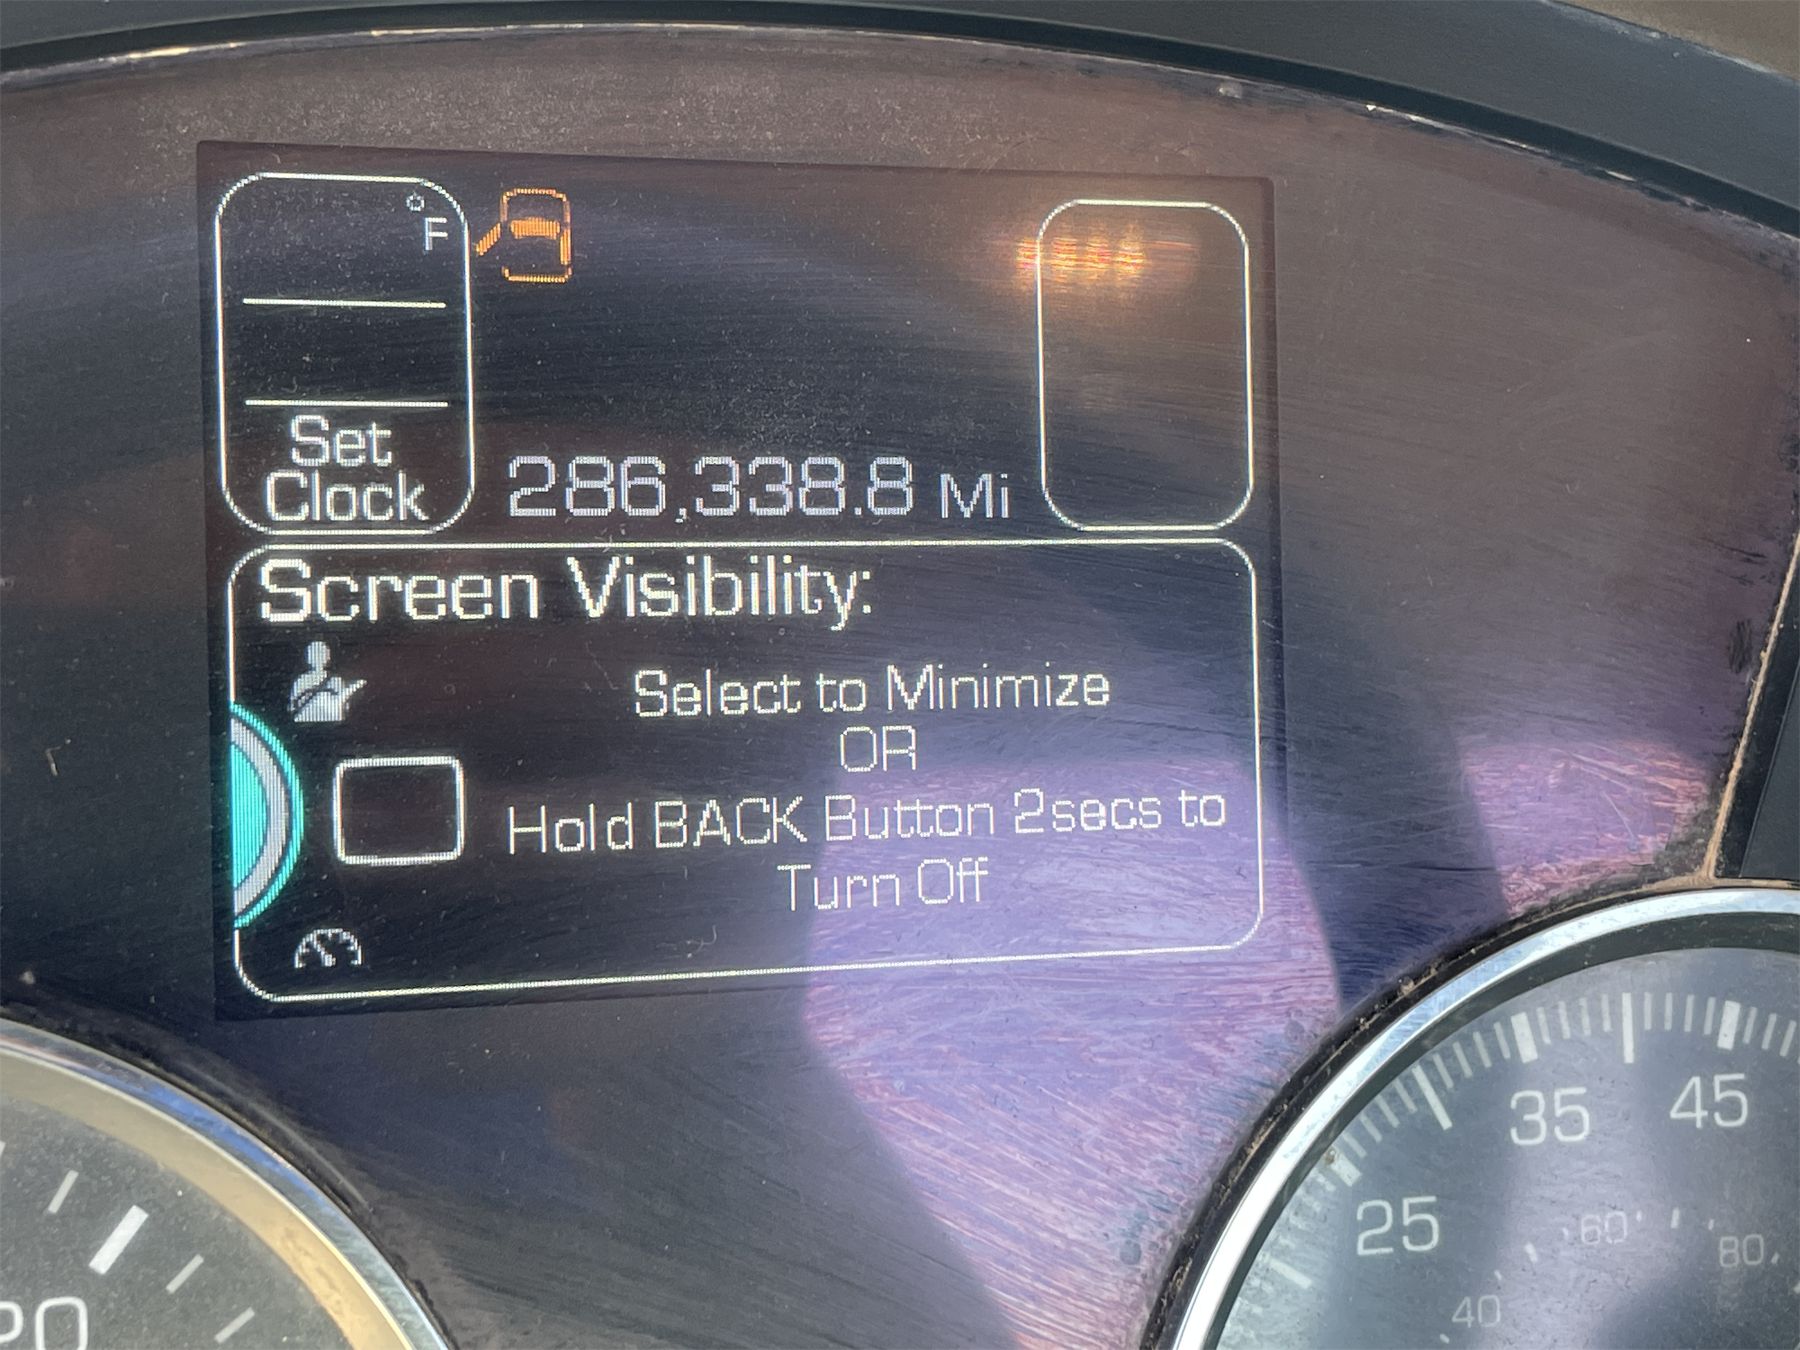 °F
Set
Clock
286,338.8 Mi
Screen Visibility:
Select to Minimize
OR
Hold BACK Button 2secs to
Turn Off
35
45
25
60
80
40
20